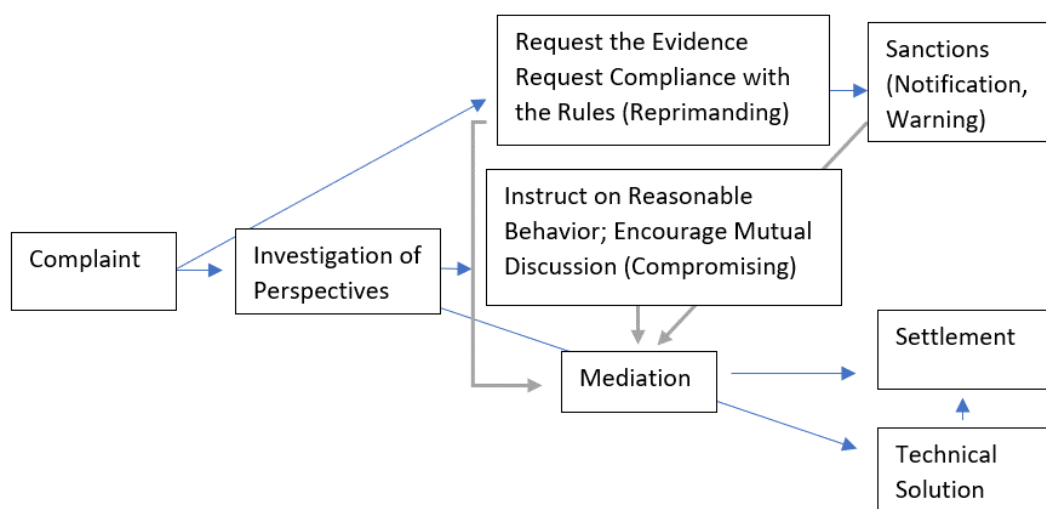 Request the Evidence
Request Compliance with
the Rules (Reprimanding)
Sanctions
(Notification,
Warning)
Instruct on Reasonable
Behavior; Encourage Mutual
Discussion (Compromising)
Complaint
Investigation of
Perspectives
Mediation
Settlement
Technical
Solution